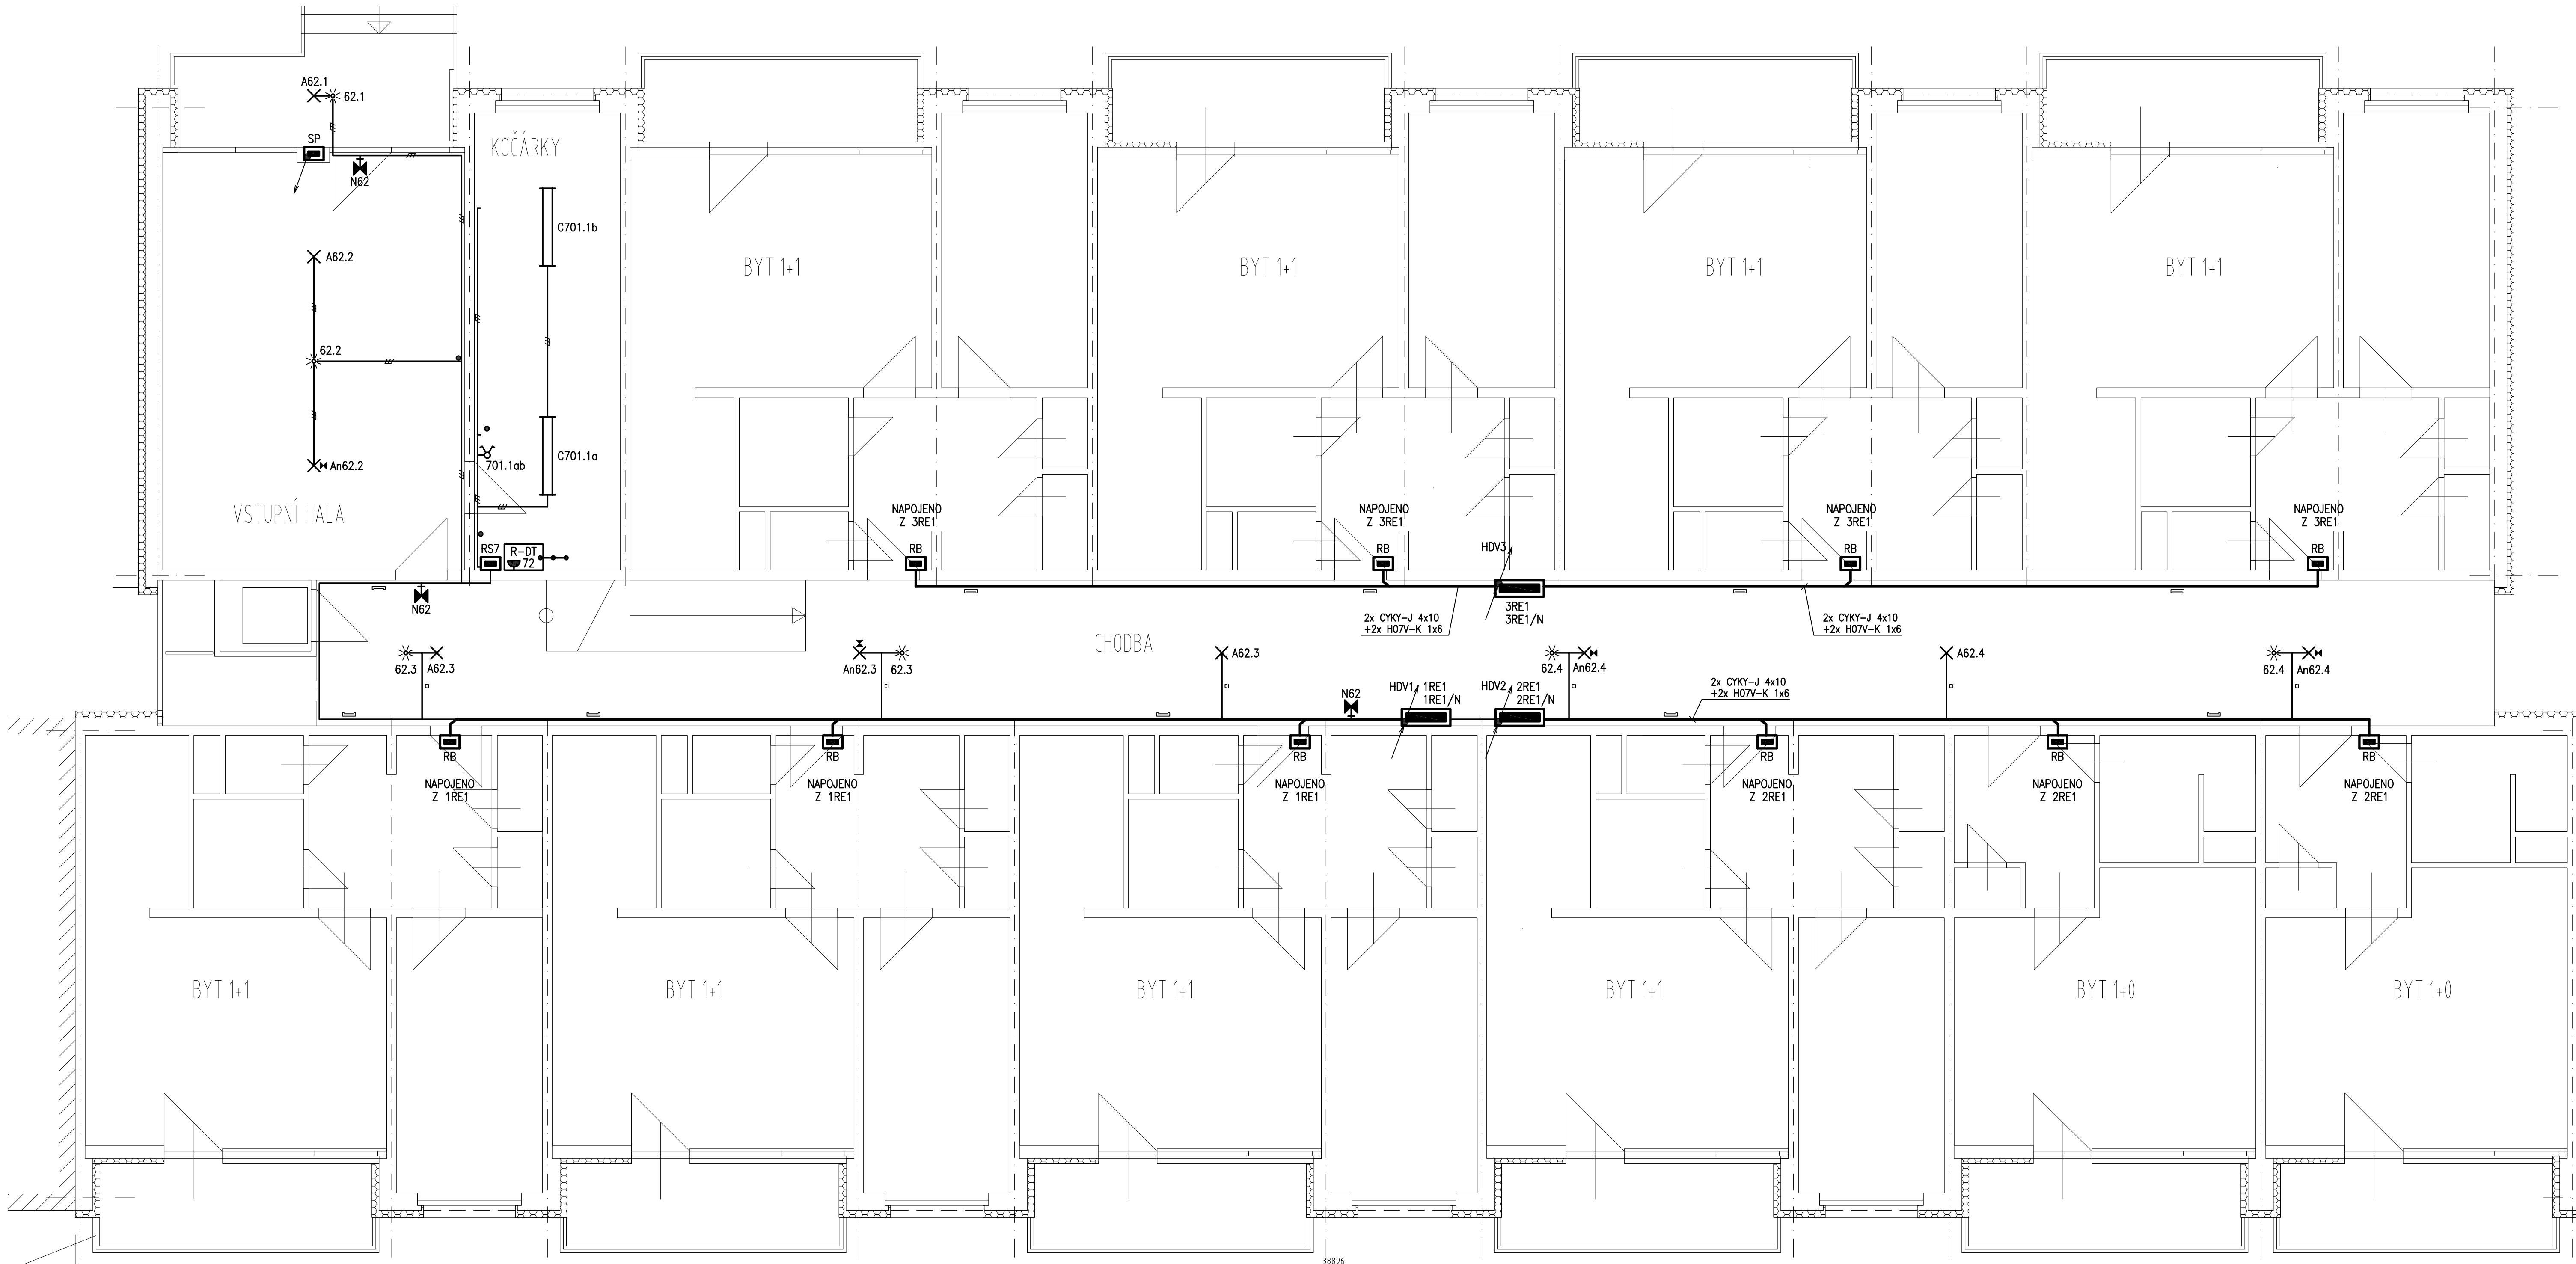 A62.1
62.1
SP
N62
KOČÁRKY
C701.1b
A62.2
BYT 1+1
BYT 1+1
BYT 1+1
BYT 1+1
62.2
An62.2
701.1ab
C701.1a
VSTUPNÍ HALA
NAPOJENO
Z 3RE1
NAPOJENO
Z 3RE1
NAPOJENO
Z 3RE1
NAPOJENO
Z 3RE1
RS7
R-DT
72
RB
RB
HDV3
RB
RB
N62
3RE1
3RE1/N
2x CYKY-J 4x10
+2x H07V-K 1x6
2x CYKY-J 4x10
+2x H07V-K 1x6
CHODBA
62.3
A62.3
An62.3
62.3
A62.3
62.4
An62.4
A62.4
62.4
An62.4
N62
HDV1
1RE1
1RE1/N
HDV2
2RE1
2RE1/N
2x CYKY-J 4x10
+2x H07V-K 1x6
RB
RB
RB
RB
RB
RB
NAPOJENO
Z 1RE1
NAPOJENO
Z 1RE1
NAPOJENO
Z 1RE1
NAPOJENO
Z 2RE1
NAPOJENO
Z 2RE1
NAPOJENO
Z 2RE1
BYT 1+1
BYT 1+1
BYT 1+1
BYT 1+1
BYT 1+0
BYT 1+0
38896